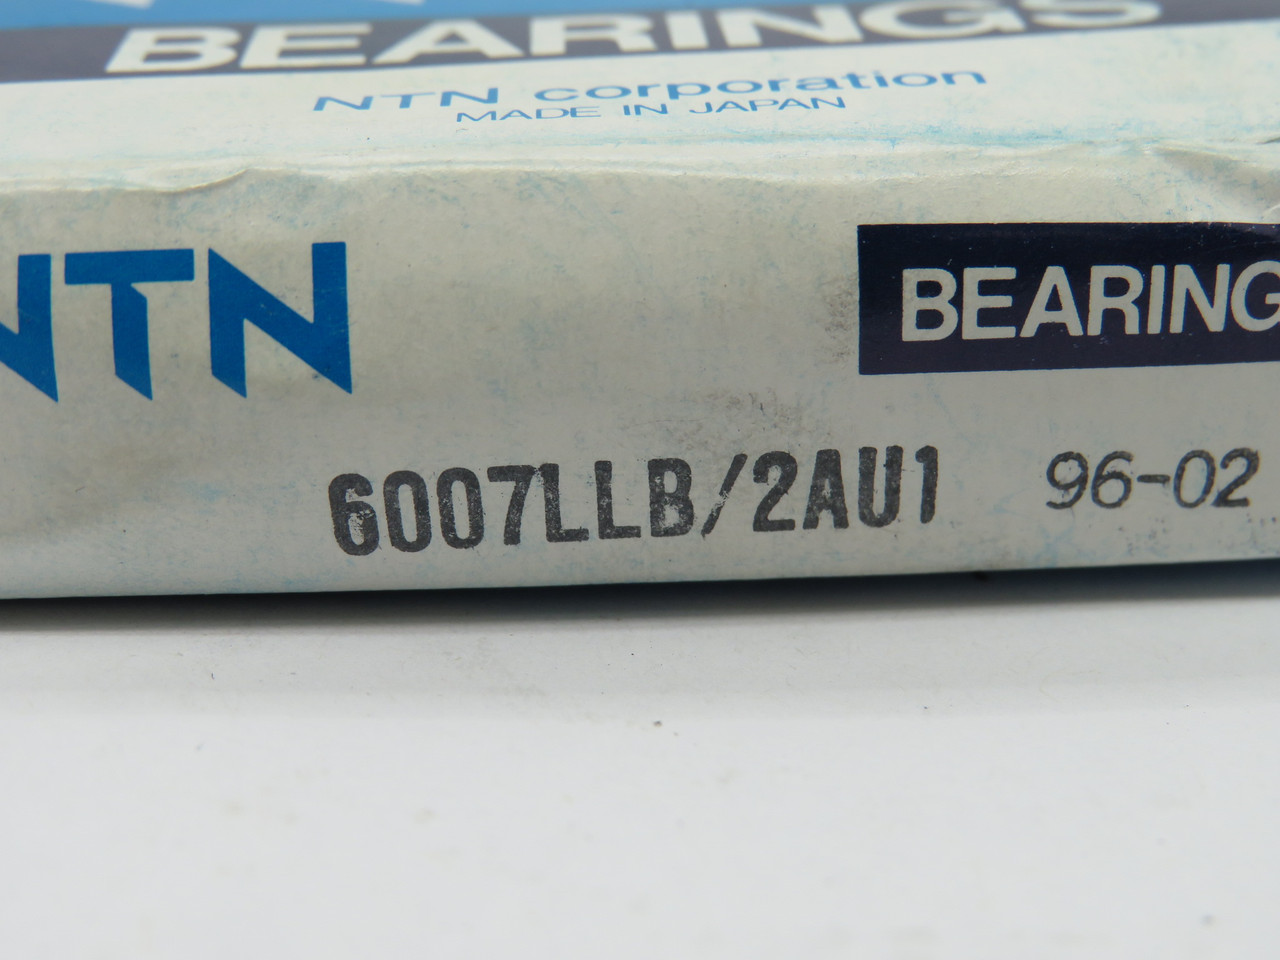 BEARINGS
NTN corporation
MADE IN JAPAN
NTN
BEARING
6007LLB/2AU1 96-02